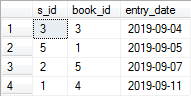 s_id book_id entry_date
1 3 3 2019-09-04
2 5 1 2019-09-05
3 2 5 2019-09-07
4 1 4 2019-09-11